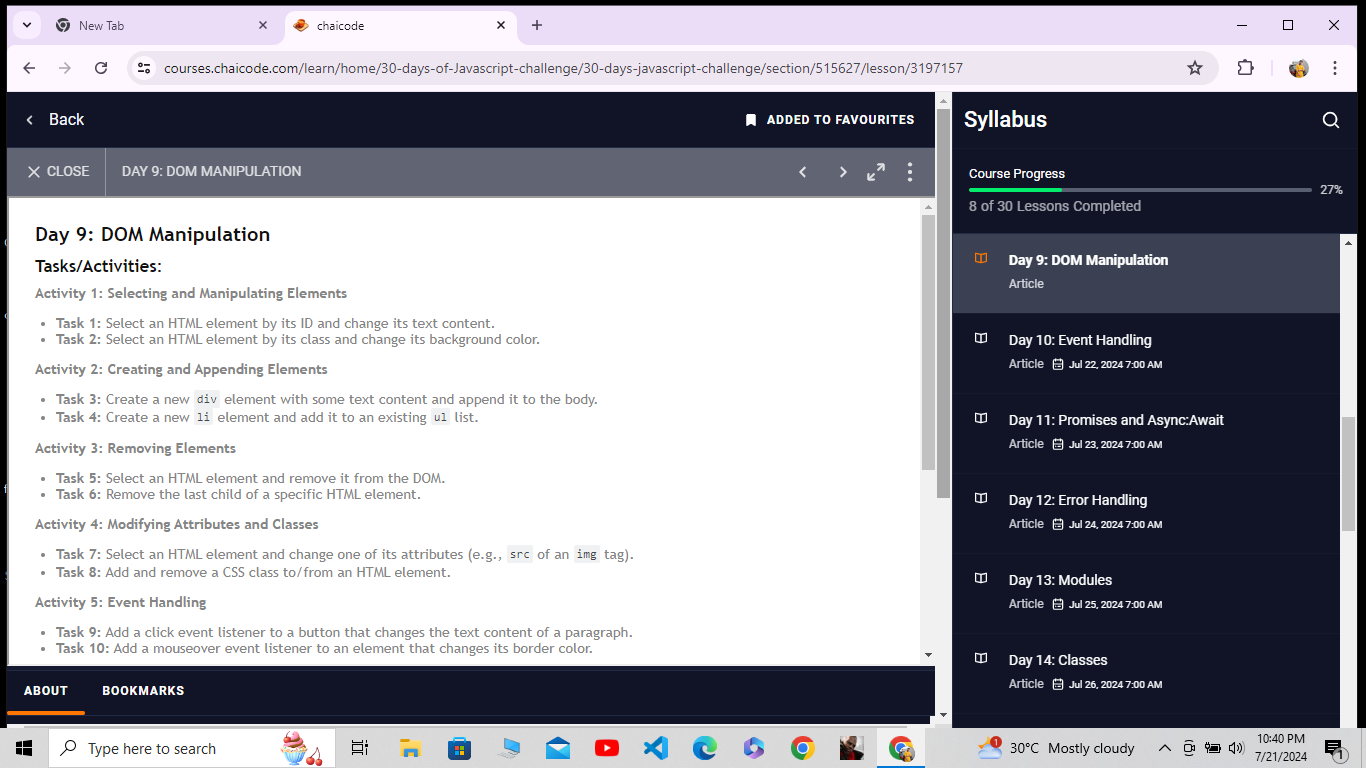 New Tab
chaicode
courses.chaicode.com/learn/home/30-days-of-Javascript-challenge/30-days-javascript-challenge/section/515627/lesson/3197157
Back
ADDED TO FAVOURITES
CLOSE
DAY 9: DOM MANIPULATION
Day 9: DOM Manipulation
Tasks/Activities:
Activity 1: Selecting and Manipulating Elements
Task 1: Select an HTML element by its ID and change its text content.
Task 2: Select an HTML element by its class and change its background color.
Activity 2: Creating and Appending Elements
Task 3: Create a new div element with some text content and append it to the body.
Task 4: Create a new li element and add it to an existing ul list.
Activity 3: Removing Elements
Task 5: Select an HTML element and remove it from the DOM.
Task 6: Remove the last child of a specific HTML element.
Activity 4: Modifying Attributes and Classes
Task 7: Select an HTML element and change one of its attributes (e.g., src of an img tag).
Task 8: Add and remove a CSS class to/from an HTML element.
Activity 5: Event Handling
Task 9: Add a click event listener to a button that changes the text content of a paragraph.
Task 10: Add a mouseover event listener to an element that changes its border color.
ABOUT
BOOKMARKS
Syllabus
Course Progress
27%
8 of 30 Lessons Completed
Day 9: DOM Manipulation
Article
Day 10: Event Handling
Article Jul 22, 2024 7:00 AM
Day 11: Promises and Async:Await
Article Jul 23, 2024 7:00 AM
Day 12: Error Handling
Article Jul 24, 2024 7:00 AM
Day 13: Modules
Article Jul 25, 2024 7:00 AM
Day 14: Classes
Article Jul 26, 2024 7:00 AM
Type here to search
1
30°C Mostly cloudy
10:40 PM
7/21/2024
1